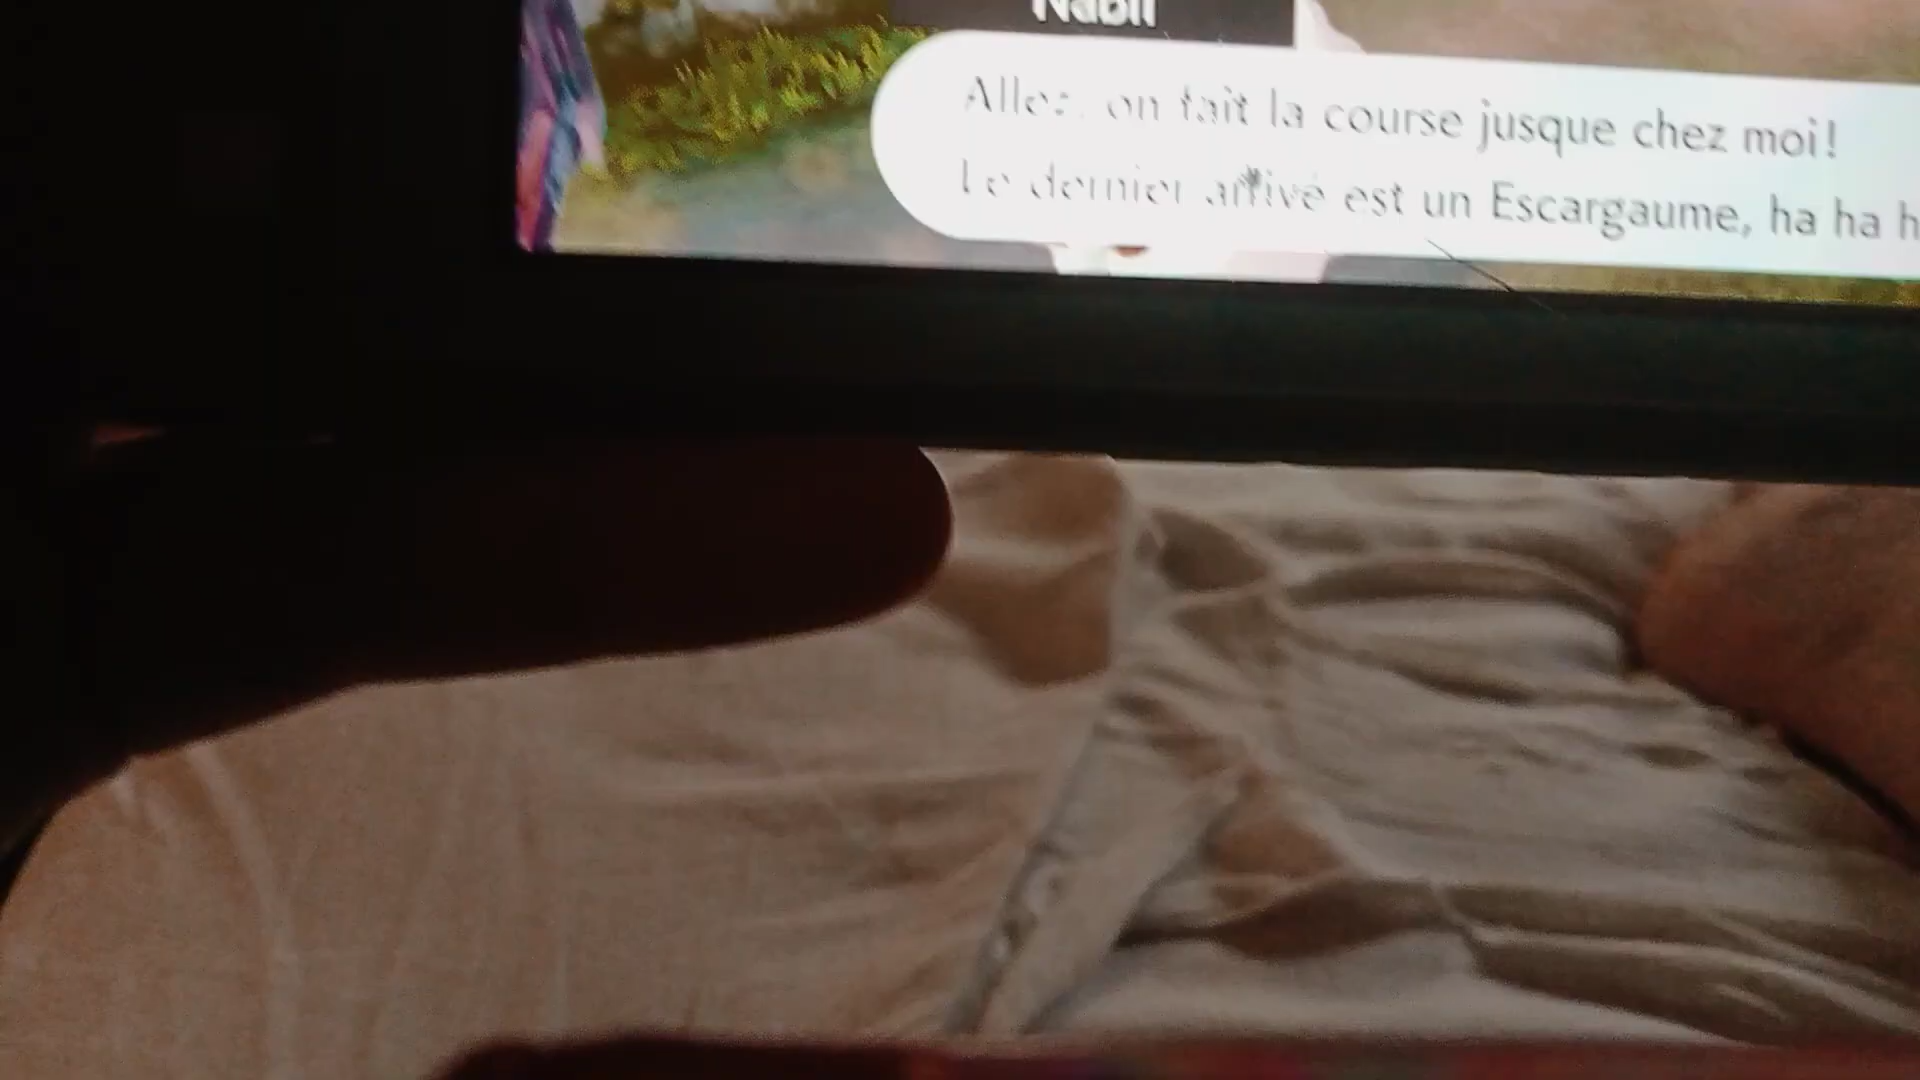 Nabil
Allez, on fait la course jusque chez moi!
Le dernier arrivé est un Escargaume, ha ha h